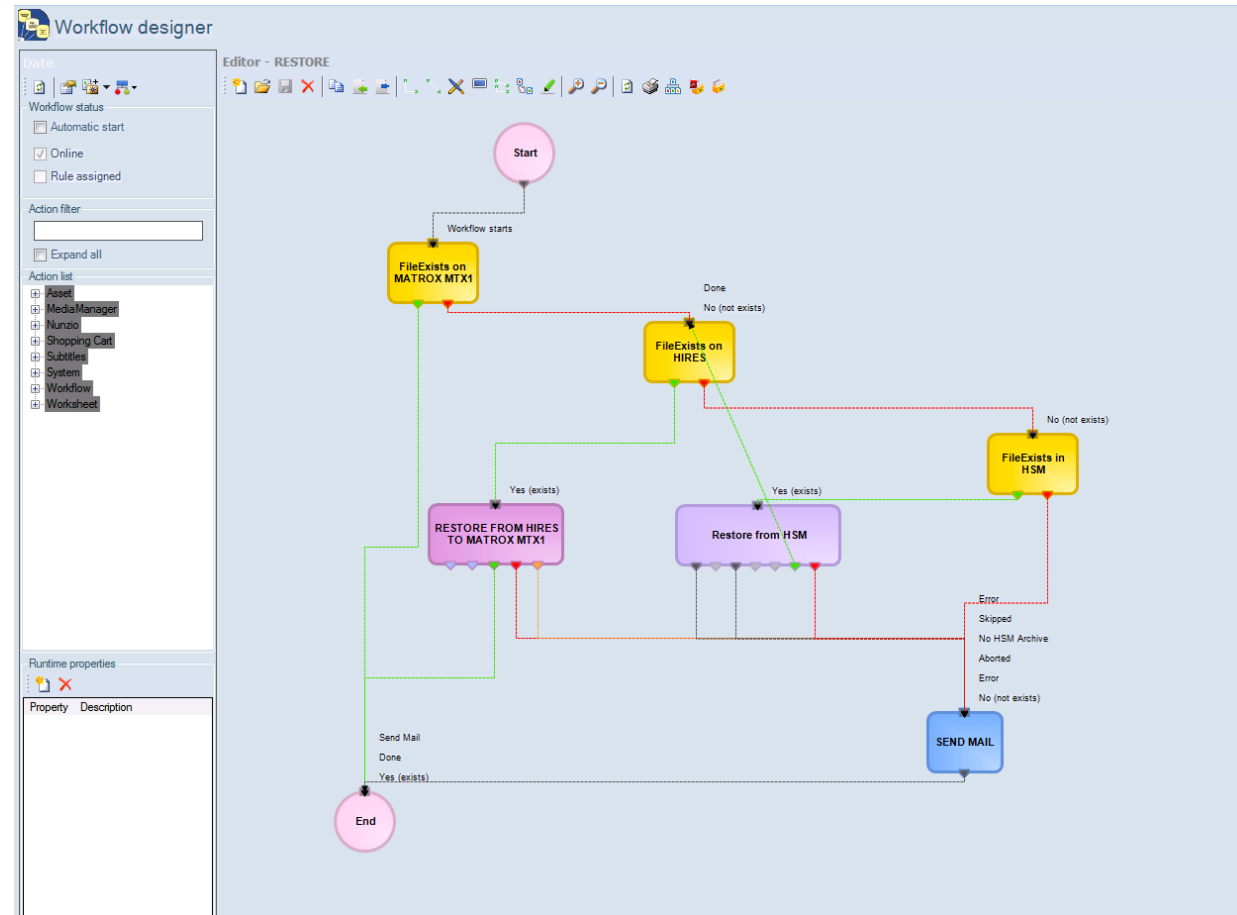 Workflow designer
Date
Workflow status
Automatic start
Online
Rule assigned
Action filter
Expand all
Action list
Asset
MediaManager
Nunzio
Shopping Cart
Subtitles
System
Workflow
Worksheet
Runtime properties
Property Description
Editor - RESTORE
Start
Workflow starts
FileExists on
MATROX MTX1
Done
No (not exists)
FileExists on
HIRES
No (not exists)
FileExists in
HSM
Yes (exists)
RESTORE FROM HIRES
TO MATROX MTX1
Yes (exists)
Restore from HSM
Error
Skipped
No HSM Archive
Aborted
Error
No (not exists)
SEND MAIL
Send Mail
Done
Yes (exists)
End